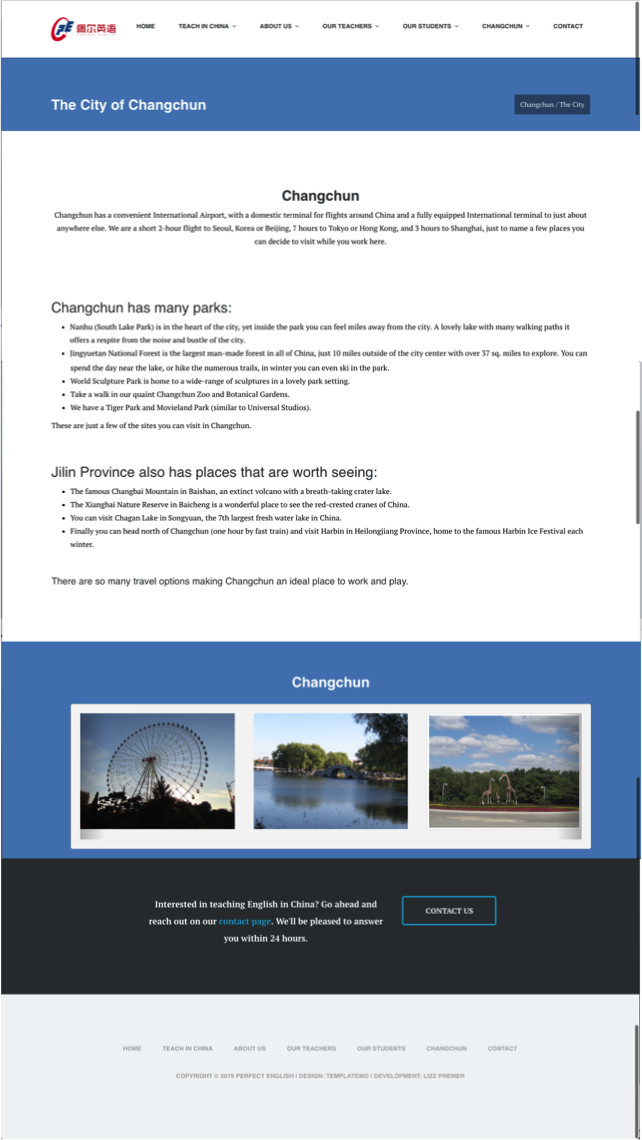 PE 佩尔英语
HOME TEACH IN CHINA ABOUT US OUR TEACHERS OUR STUDENTS CHANGCHUN CONTACT
The City of Changchun
Changchun / The City
Changchun
Changchun has a convenient International Airport, with a domestic terminal for flights around China and a fully equipped International terminal to just about
anywhere else. We are a short 2-hour flight to Seoul, Korea or Beijing, 7 hours to Tokyo or Hong Kong, and 3 hours to Shanghai, just to name a few places you
can decide to visit while you work here.
Changchun has many parks:
• Nanhu (South Lake Park) is in the heart of the city, yet inside the park you can feel miles away from the city. A lovely lake with many walking paths it
offers a respite from the noise and bustle of the city.
• Jingyuetan National Forest is the largest man-made forest in all of China, just 10 miles outside of the city center with over 37 sq. miles to explore. You can
spend the day near the lake, or hike the numerous trails, in winter you can even ski in the park.
• World Sculpture Park is home to a wide-range of sculptures in a lovely park setting.
• Take a walk in our quaint Changchun Zoo and Botanical Gardens.
• We have a Tiger Park and Movieland Park (similar to Universal Studios).
These are just a few of the sites you can visit in Changchun.
Jilin Province also has places that are worth seeing:
• The famous Changbai Mountain in Baishan, an extinct volcano with a breath-taking crater lake.
• The Xianghai Nature Reserve in Baicheng is a wonderful place to see the red-crested cranes of China.
• You can visit Chagan Lake in Songyuan, the 7th largest fresh water lake in China.
• Finally you can head north of Changchun (one hour by fast train) and visit Harbin in Heilongjiang Province, home to the famous Harbin Ice Festival each
winter.
There are so many travel options making Changchun an ideal place to work and play.
Changchun
Interested in teaching English in China? Go ahead and
reach out on our contact page. We'll be pleased to answer
you within 24 hours.
CONTACT US
HOME TEACH IN CHINA ABOUT US OUR TEACHERS OUR STUDENTS CHANGCHUN CONTACT
COPYRIGHT © 2019 PERFECT ENGLISH | DESIGN: TEMPLATEMO | DEVELOPMENT: LIZZ PREMER